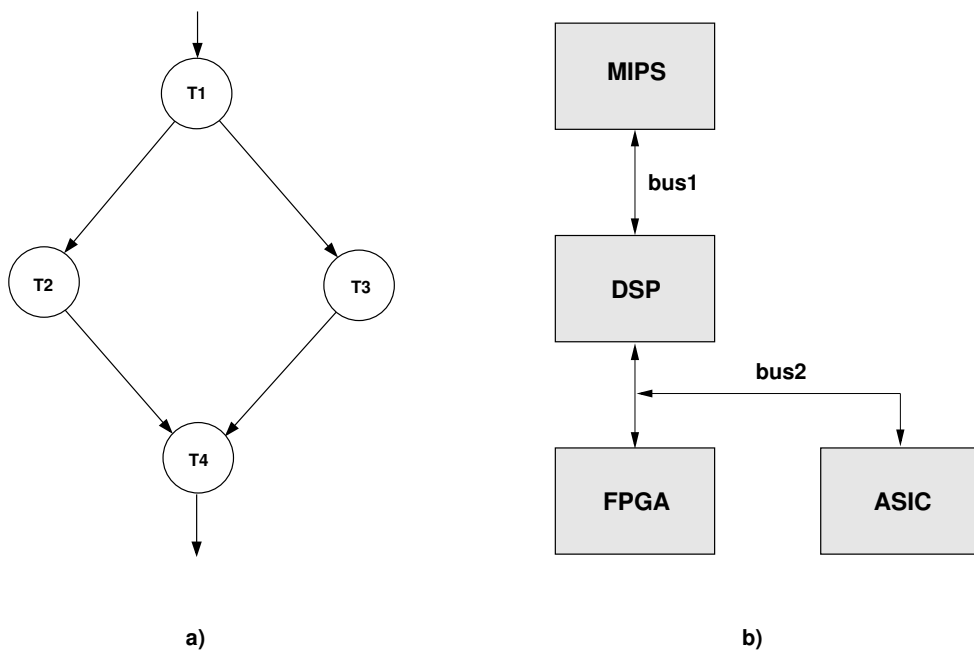 T1
T2
T3
T4
a)
MIPS
bus1
DSP
bus2
FPGA
ASIC
b)